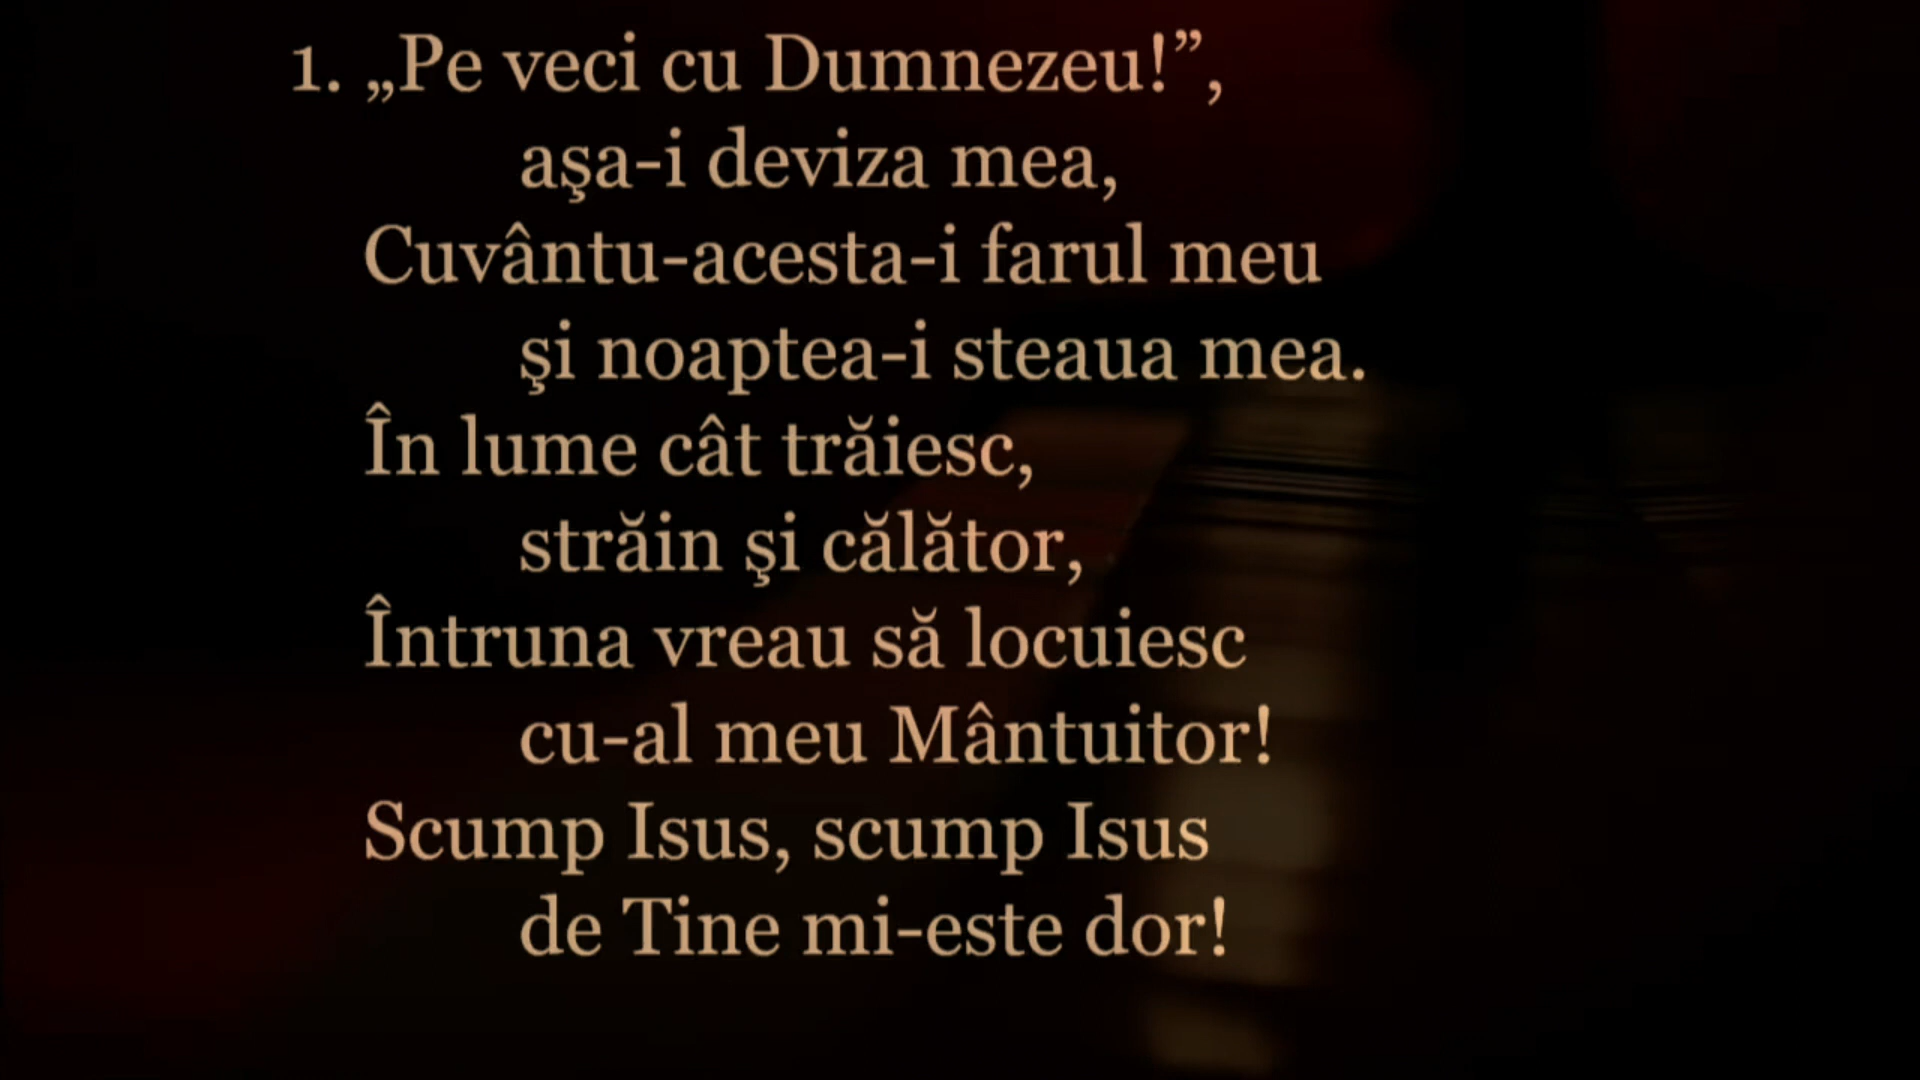 1. „Pe veci cu Dumnezeu!”,
aşa-i deviza mea,
Cuvântu-acesta-i farul meu
şi noaptea-i steaua mea.
În lume cât trăiesc,
străin şi călător,
Întruna vreau să locuiesc
cu-al meu Mântuitor!
Scump Isus, scump Isus
de Tine mi-este dor!